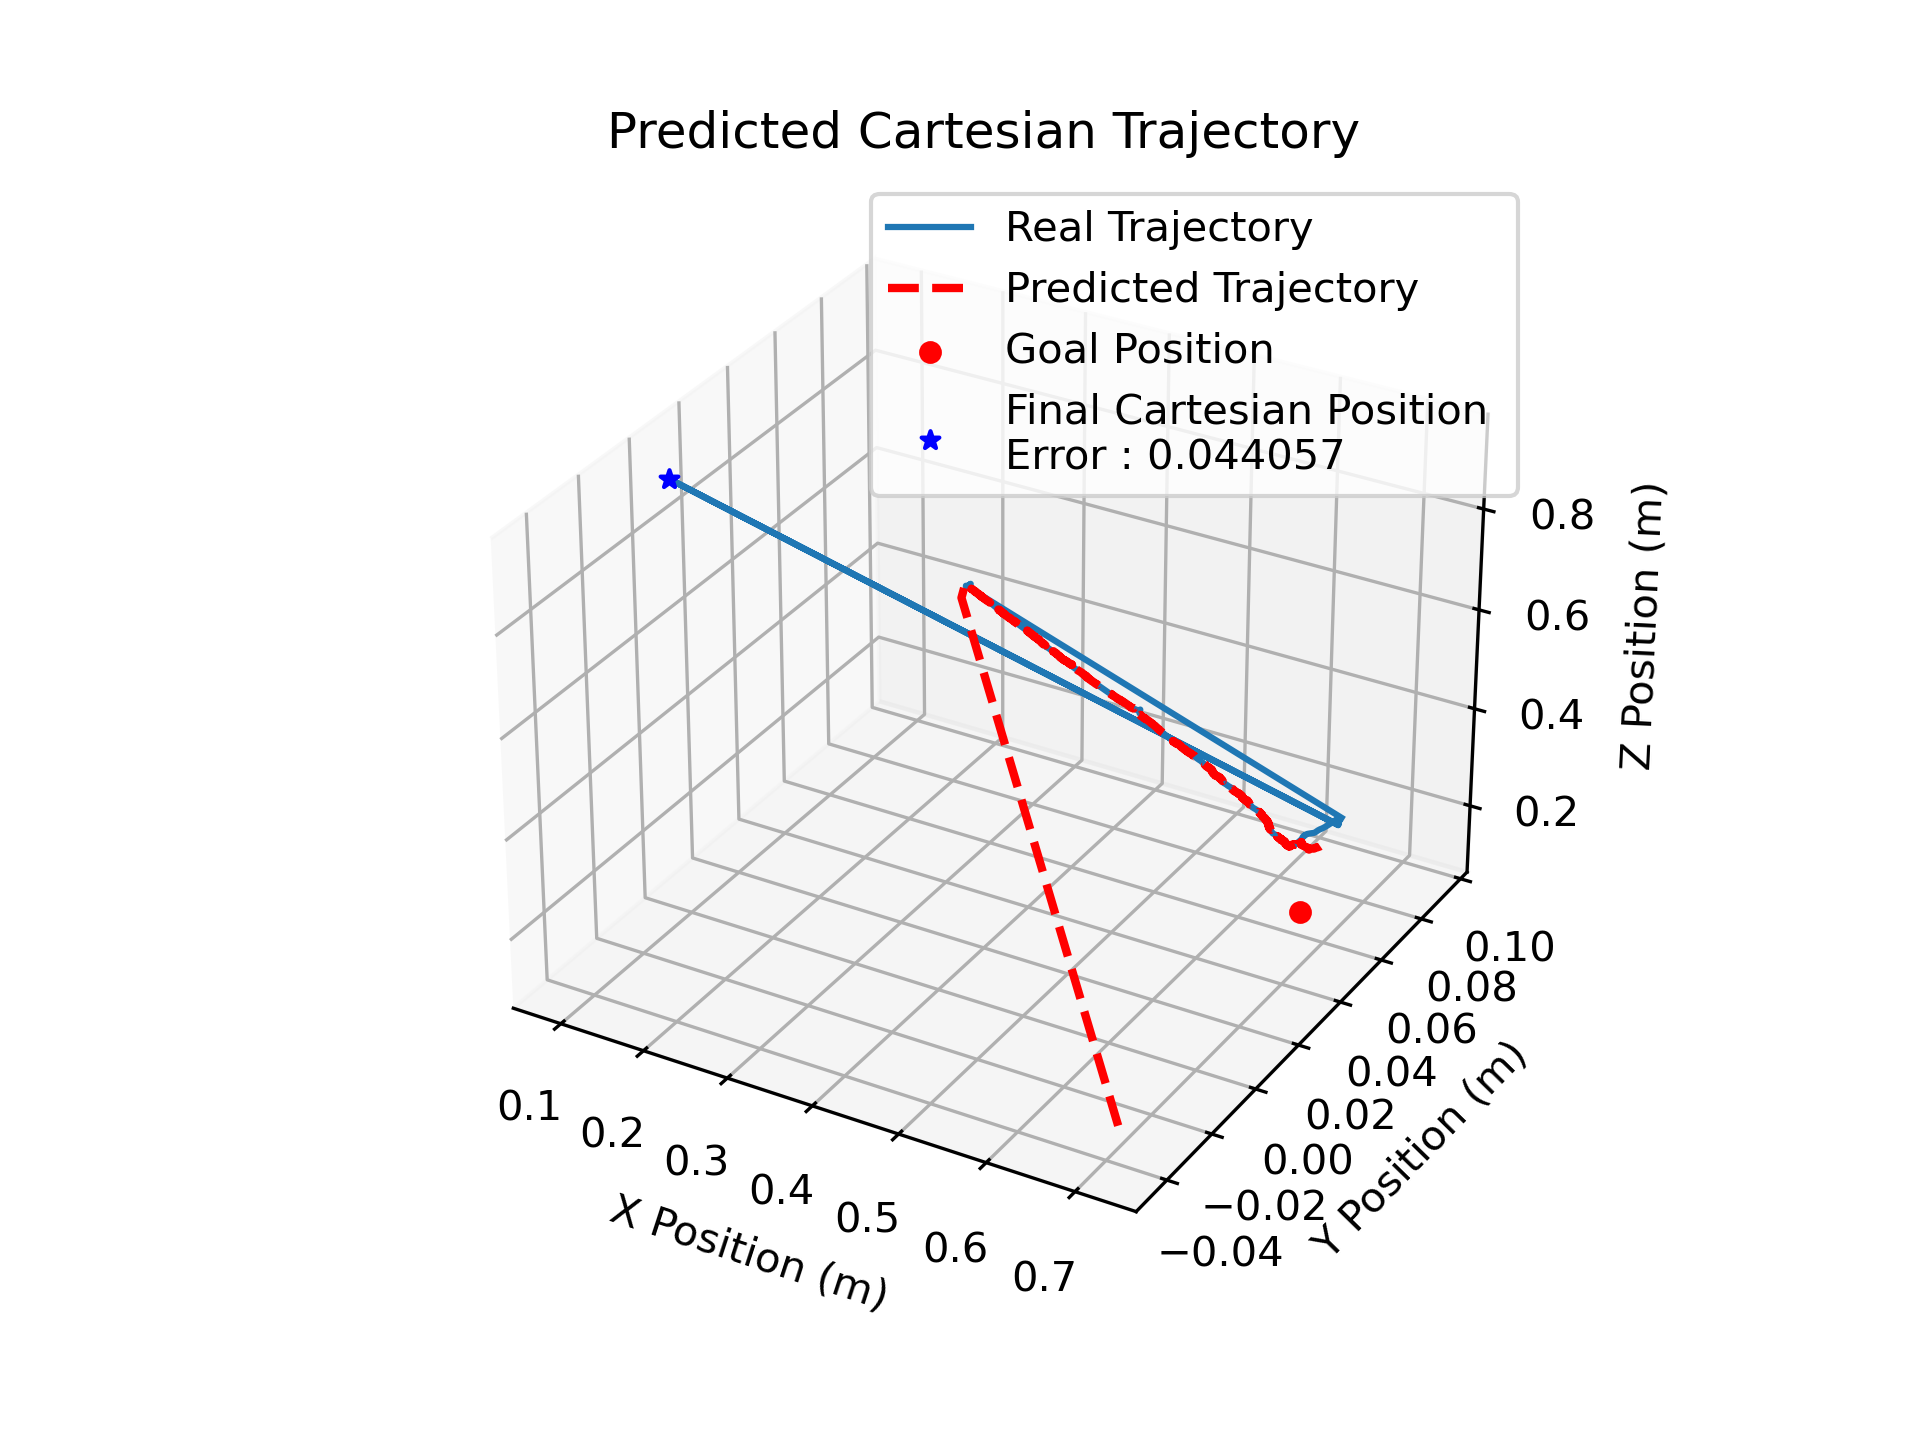 Predicted Cartesian Trajectory
Real Trajectory
Predicted Trajectory
Goal Position
Final Cartesian Position
Error : 0.044057
0.8
0.6
0.4
0.2
Z Position (m)
0.10
0.08
0.06
0.04
0.02
0.00
−0.02
−0.04
Y Position (m)
0.1
0.2
0.3
0.4
0.5
0.6
0.7
X Position (m)